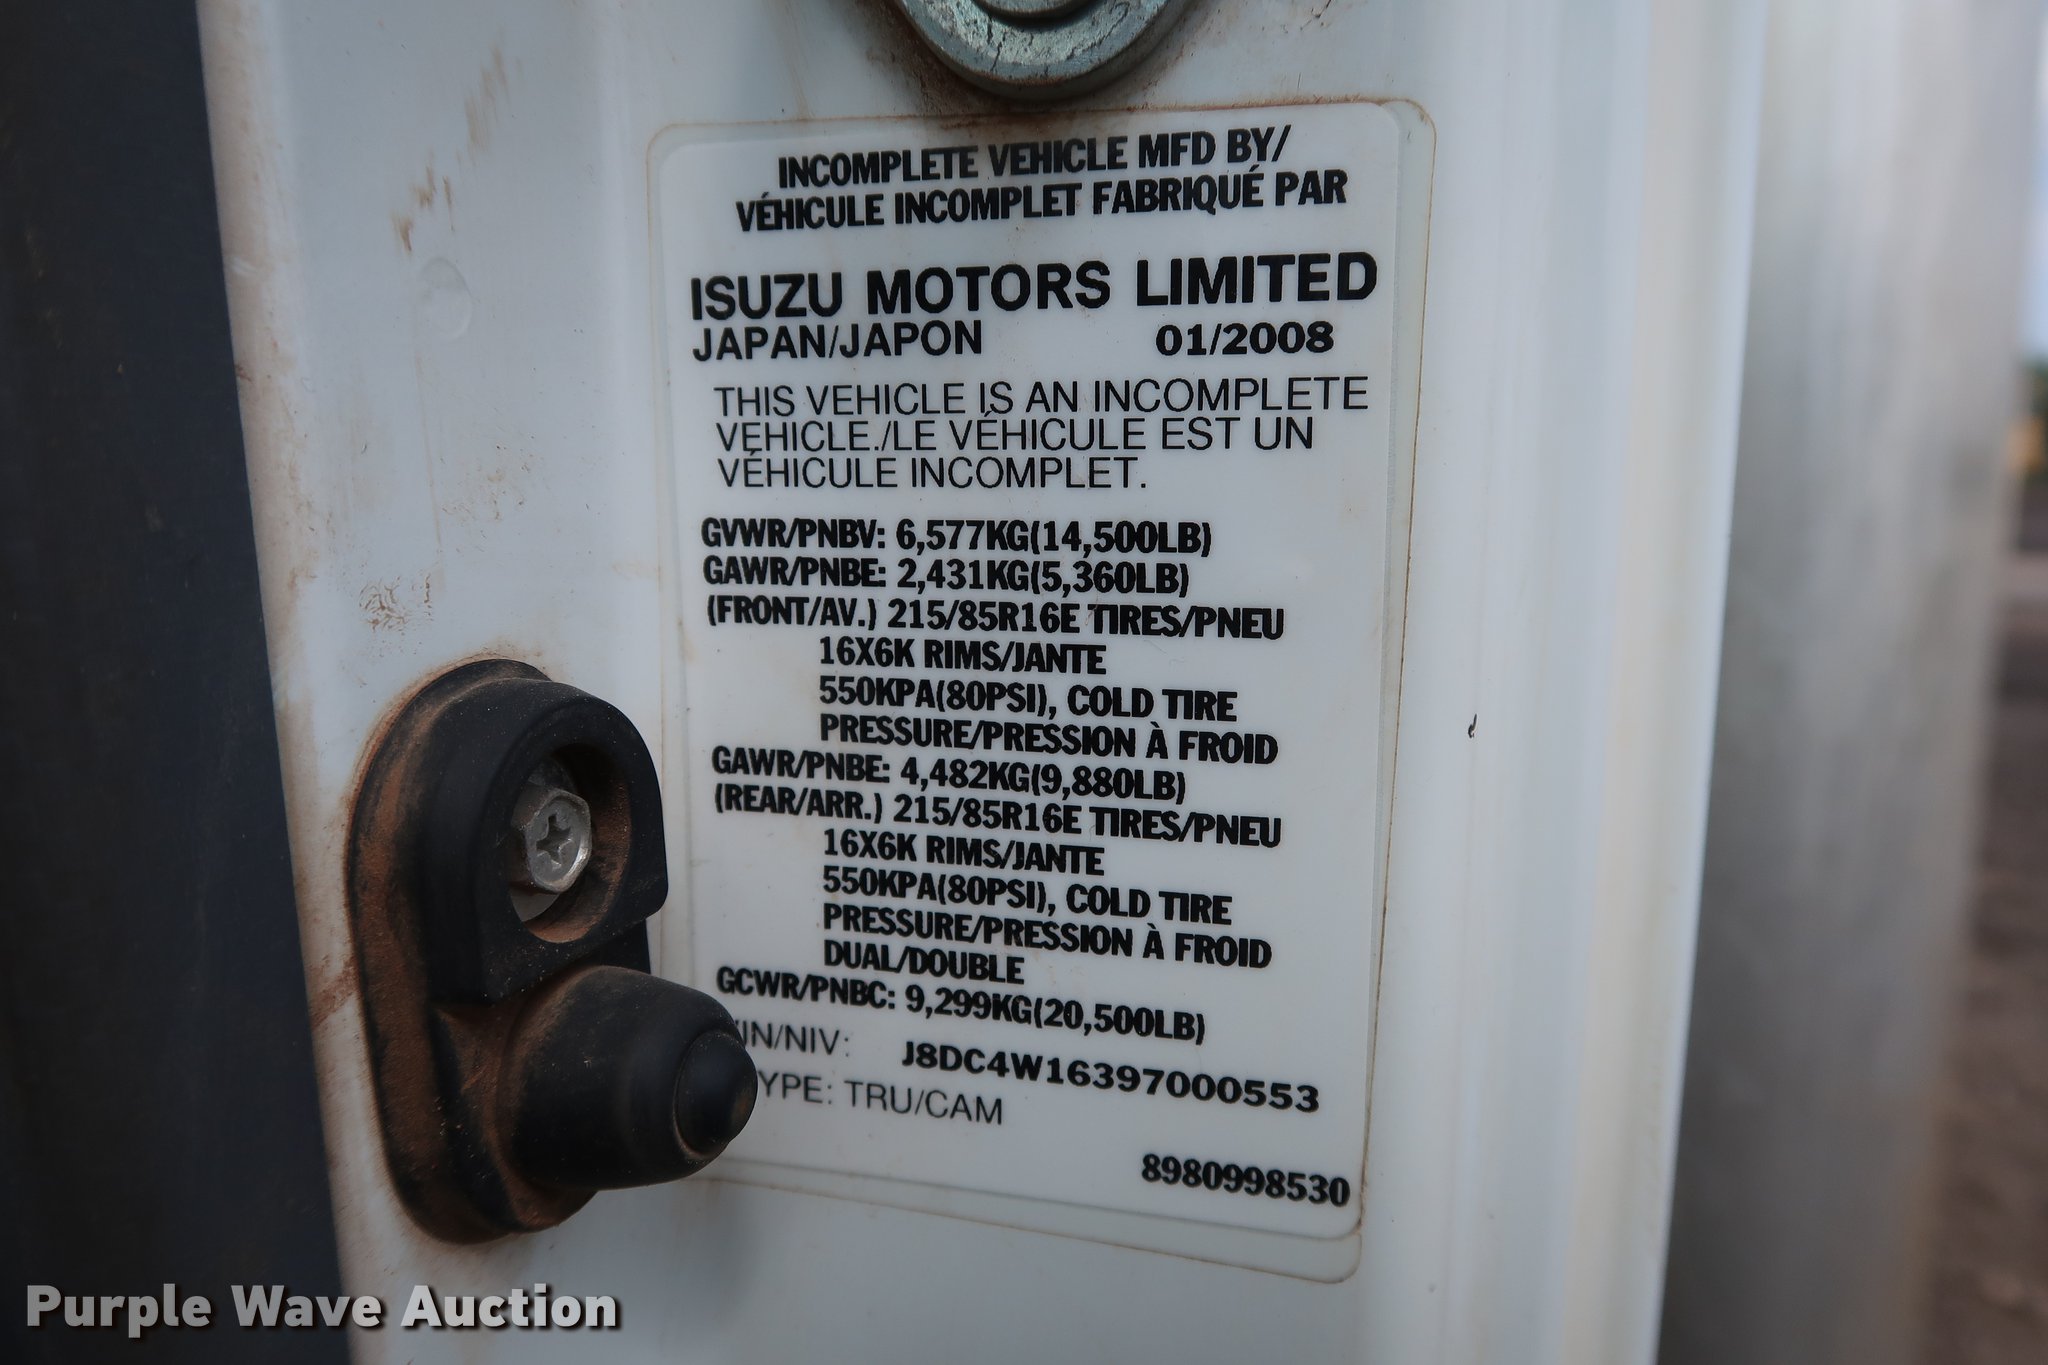 INCOMPLETE VEHICLE MFD BY/
VÉHICULE INCOMPLET FABRIQUÉ PAR
ISUZU MOTORS LIMITED
JAPAN/JAPON 01/2008
THIS VEHICLE IS AN INCOMPLETE
VEHICLE./LE VÉHICULE EST UN
VÉHICULE INCOMPLET.
GVWR/PNBV: 6,577KG(14,500LB)
GAWR/PNBE: 2,431KG(5,360LB)
(FRONT/AV.) 215/85R16E TIRES/PNEU
16X6K RIMS/JANTE
550KPA(80PSI), COLD TIRE
PRESSURE/PRESSION À FROID
GAWR/PNBE: 4,482KG(9,880LB)
(REAR/ARR.) 215/85R16E TIRES/PNEU
16X6K RIMS/JANTE
550KPA(80PSI), COLD TIRE
PRESSURE/PRESSION À FROID
DUAL/DOUBLE
GCWR/PNBC: 9,299KG(20,500LB)
IN/NIV: J8DC4W16397000553
YPE: TRU/CAM
8980998530
Purple Wave Auction